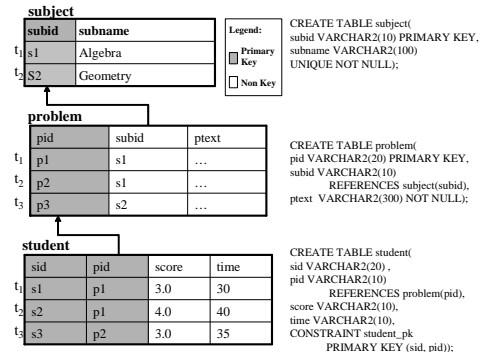 subject
subid subname
t1 s1 Algebra
t2 S2 Geometry
Legend:
Primary
Key
Non Key
CREATE TABLE subject(
subid VARCHAR2(10) PRIMARY KEY,
subname VARCHAR2(100)
UNIQUE NOT NULL);
problem
pid subid ptext
t1 p1 s1 …
t2 p2 s1 …
t3 p3 s2 …
CREATE TABLE problem(
pid VARCHAR2(20) PRIMARY KEY,
subid VARCHAR2(10)
REFERENCES subject(subid),
ptext VARCHAR2(300) NOT NULL);
student
sid pid score time
t1 s1 p1 3.0 30
t2 s2 p1 4.0 40
t3 s3 p2 3.0 35
CREATE TABLE student(
sid VARCHAR2(20) ,
pid VARCHAR2(10)
REFERENCES problem(pid),
score VARCHAR2(10),
time VARCHAR2(10),
CONSTRAINT student_pk
PRIMARY KEY (sid, pid));